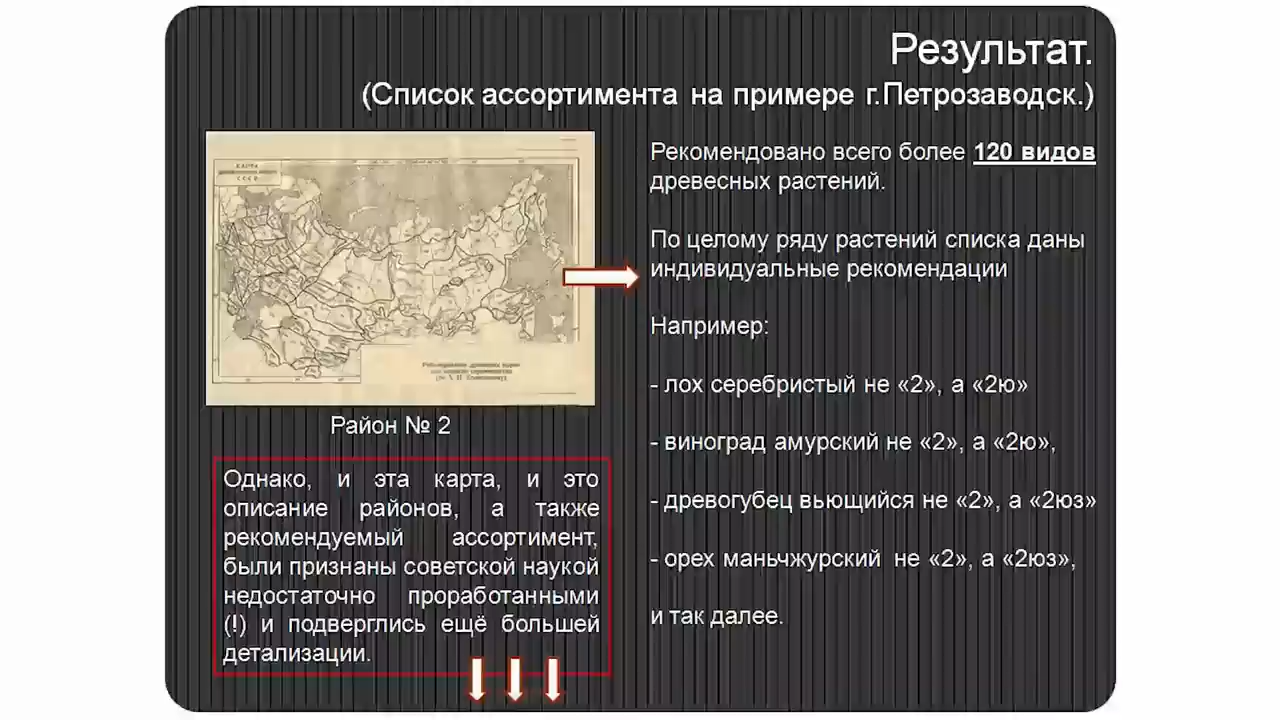 Результат.
(Список ассортимента на примере г.Петрозаводск.)
КАРТА
СССР
Район № 2
Однако, и эта карта, и это
описание районов, а также
рекомендуемый ассортимент,
были признаны советской наукой
недостаточно проработанными
(!) и подверглись ещё большей
детализации.
Рекомендовано всего более 120 видов
древесных растений.
По целому ряду растений списка даны
индивидуальные рекомендации
Например:
- лох серебристый не «2», а «2ю»
- виноград амурский не «2», а «2ю»,
- древогубец вьющийся не «2», а «2юз»
- орех маньчжурский не «2», а «2юз»,
и так далее.